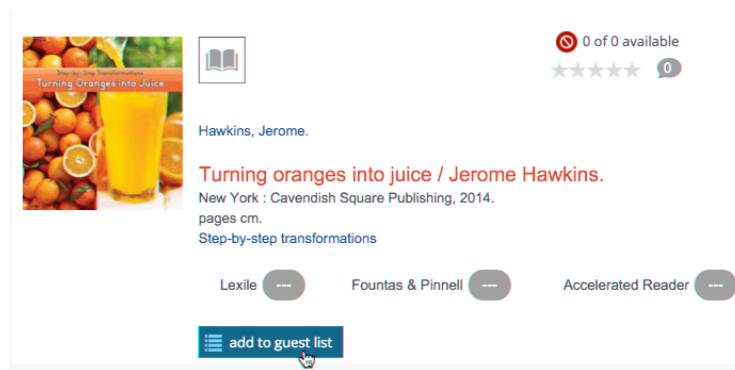 0 of 0 available
0
Step-by-Step Transformations
Turning Oranges into Juice
Hawkins, Jerome.
Turning oranges into juice / Jerome Hawkins.
New York : Cavendish Square Publishing, 2014.
pages cm.
Step-by-step transformations
Lexile --- Fountas & Pinnell --- Accelerated Reader ---
add to guest list